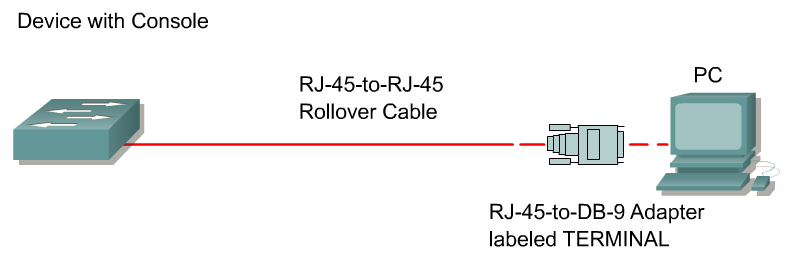 Device with Console
RJ-45-to-RJ-45
Rollover Cable
PC
RJ-45-to-DB-9 Adapter
labeled TERMINAL